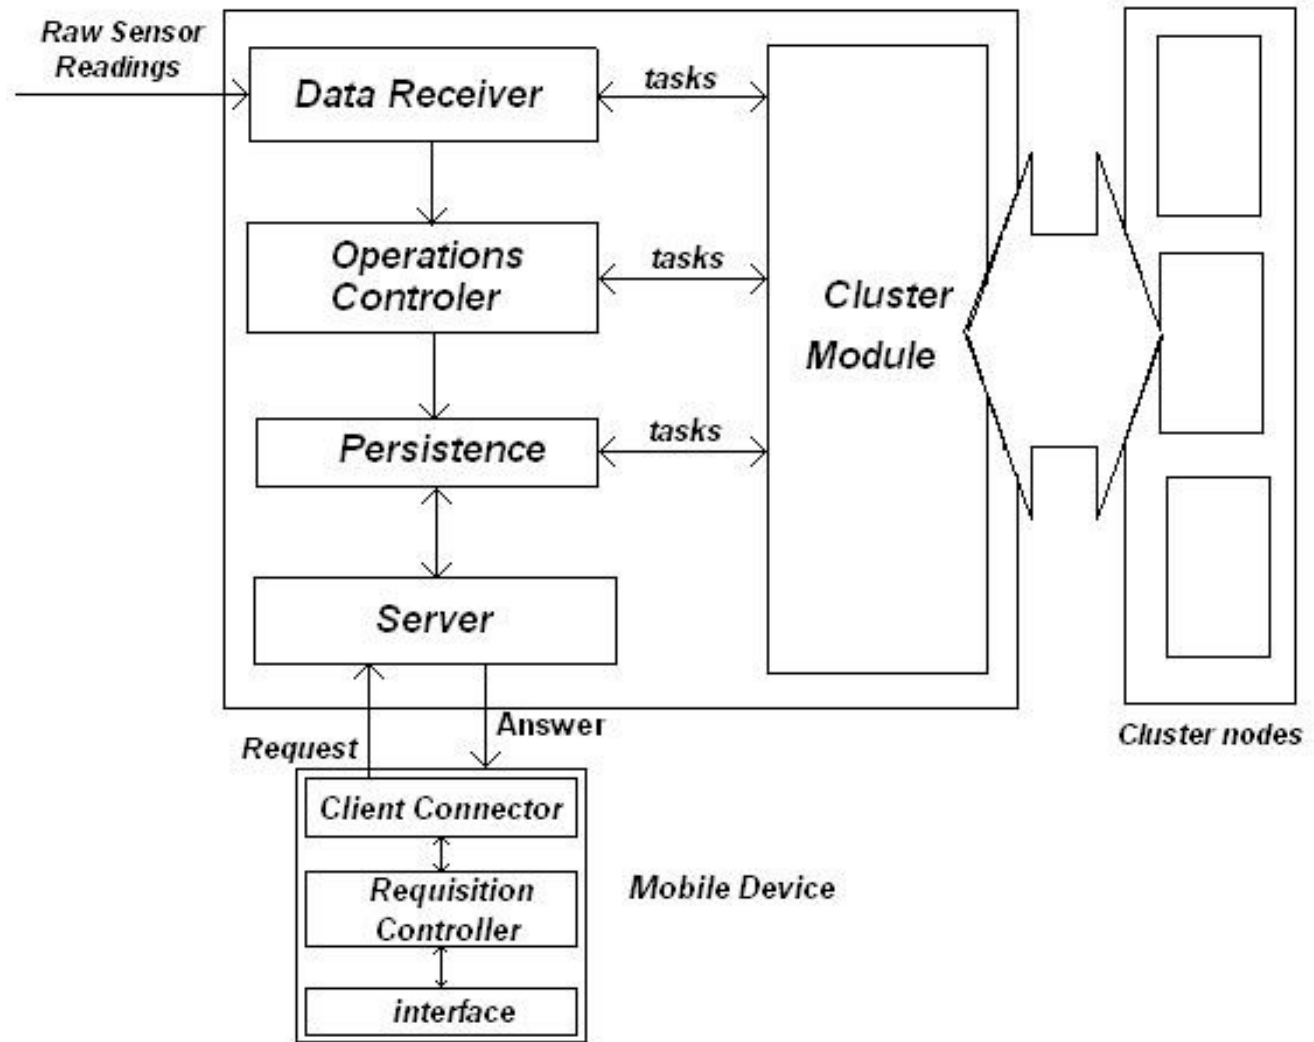 Raw Sensor
Readings
Data Receiver
tasks
Operations
Controler
tasks
Cluster
Module
Persistence
tasks
Server
Request
Answer
Cluster nodes
Client Connector
Requisition
Controller
Mobile Device
interface